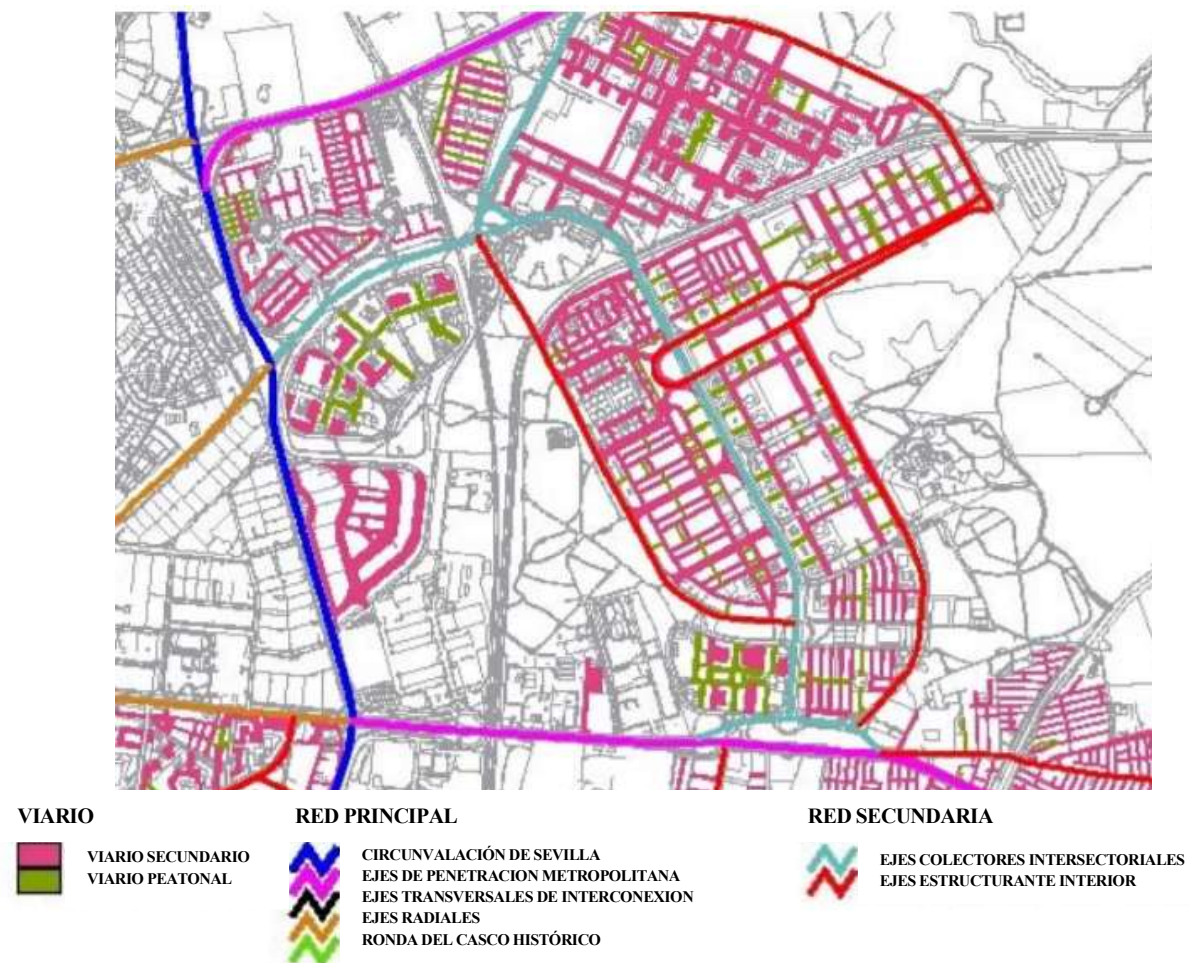 VIARIO
VIARIO SECUNDARIO
VIARIO PEATONAL
RED PRINCIPAL
CIRCUNVALACIÓN DE SEVILLA
EJES DE PENETRACION METROPOLITANA
EJES TRANSVERSALES DE INTERCONEXION
EJES RADIALES
RONDA DEL CASCO HISTÓRICO
RED SECUNDARIA
EJES COLECTORES INTERSECTORIALES
EJES ESTRUCTURANTE INTERIOR